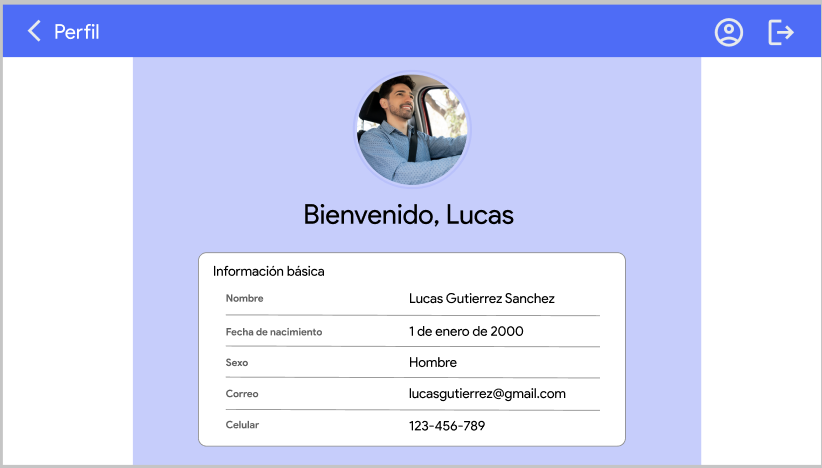 Perfil
Bienvenido, Lucas
Información básica
Nombre Lucas Gutierrez Sanchez
Fecha de nacimiento 1 de enero de 2000
Sexo Hombre
Correo lucasgutierrez@gmail.com
Celular 123-456-789